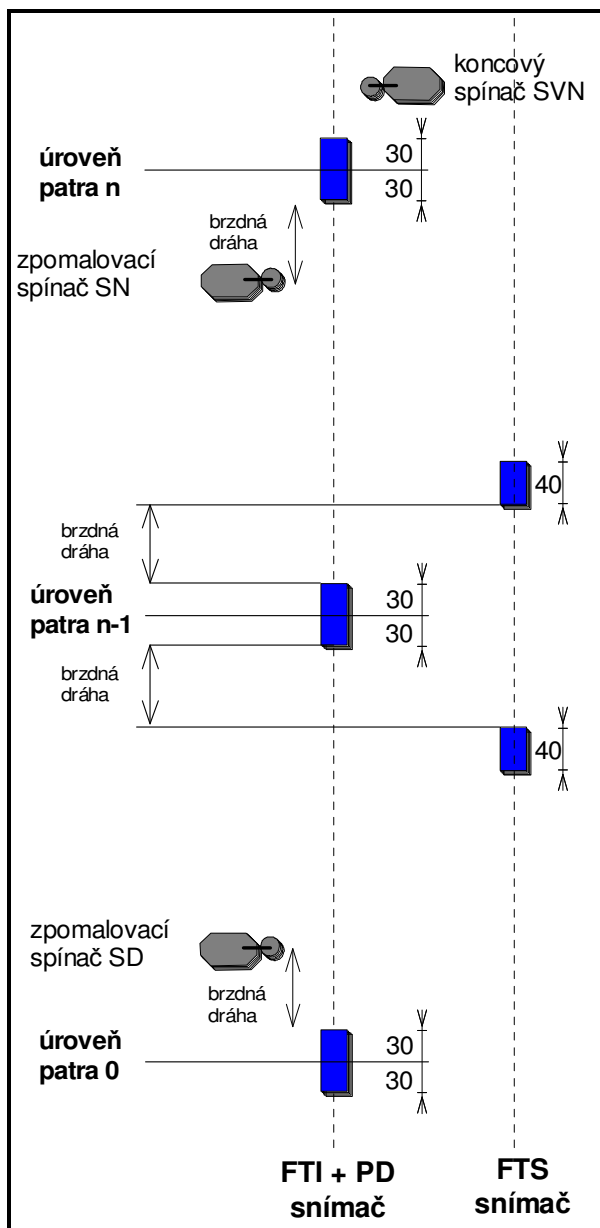 koncový
spínač SVN
úroveň
patra n
30
30
brzdná
dráha
zpomalovací
spínač SN
40
brzdná
dráha
úroveň
patra n-1
30
30
brzdná
dráha
40
zpomalovací
spínač SD
brzdná
dráha
úroveň
patra 0
30
30
FTI + PD
snímač
FTS
snímač